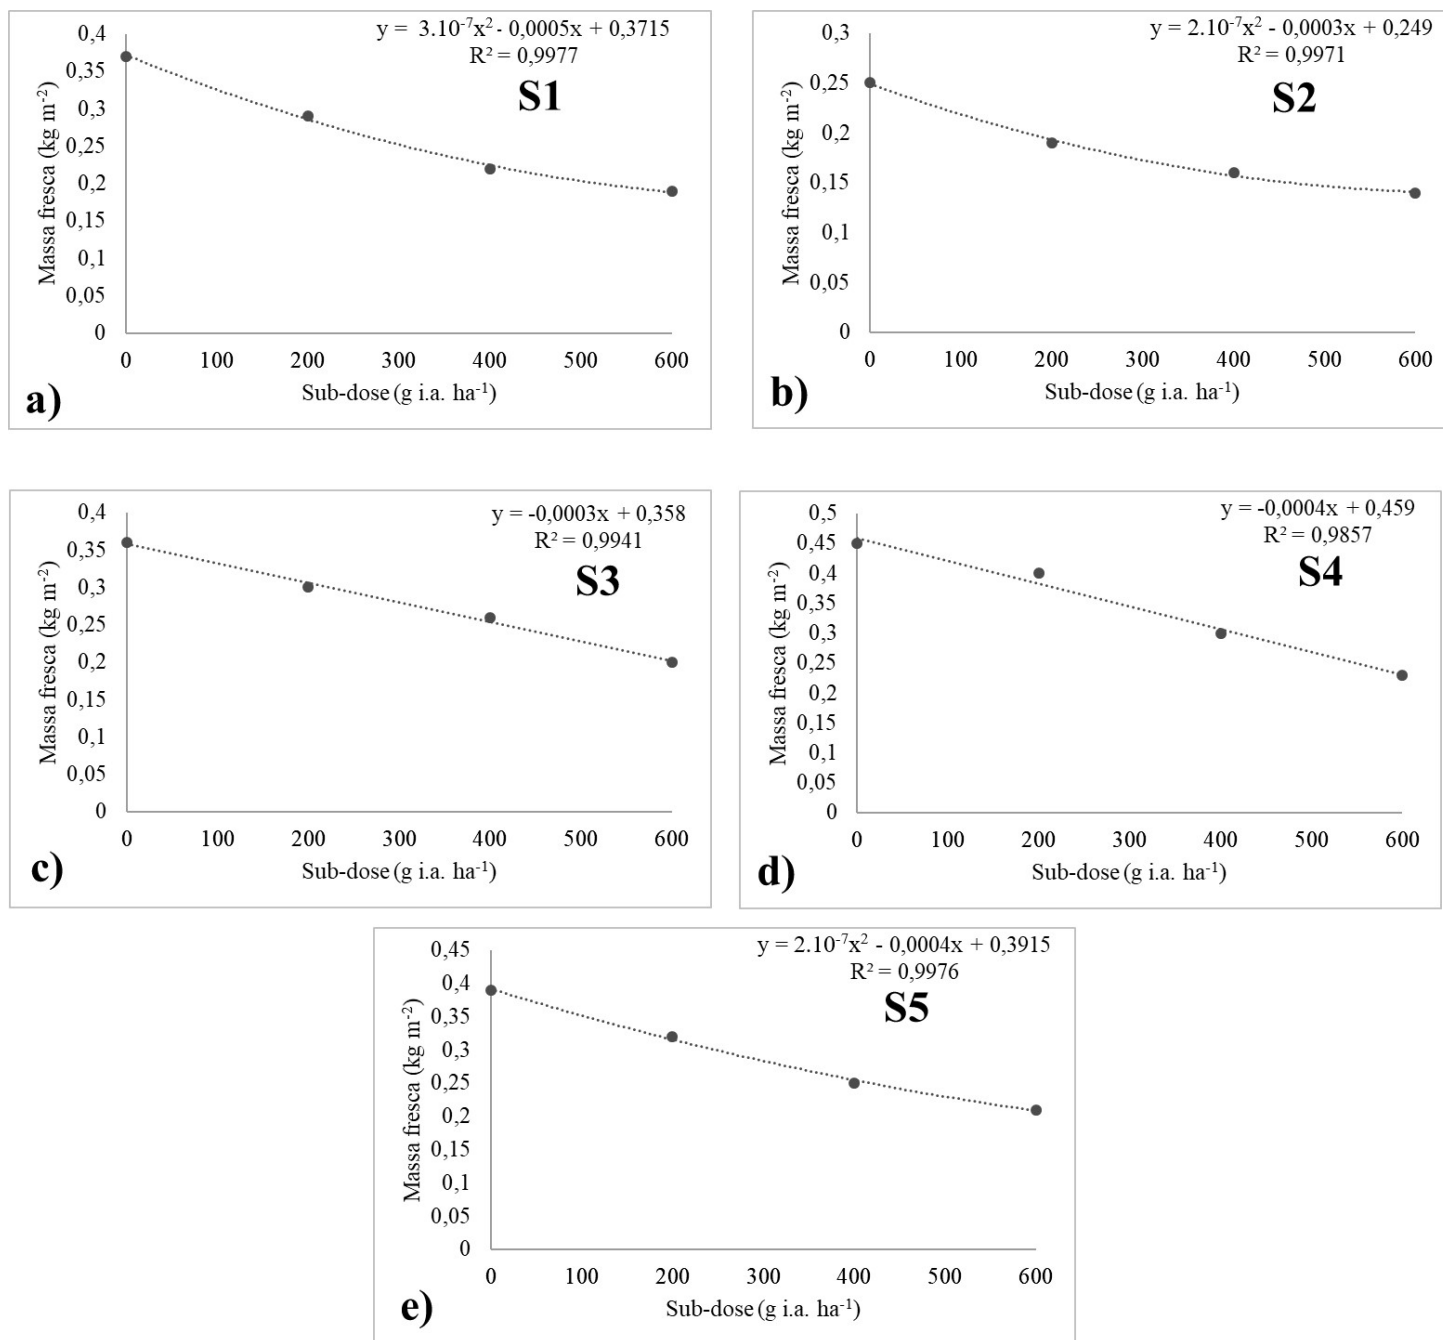 y = 3.10⁻⁷x² - 0,0005x + 0,3715
R² = 0,9977
S1
Massa fresca (kg m⁻²)
0,4
0,35
0,3
0,25
0,2
0,15
0,1
0,05
0
0 100 200 300 400 500 600
Sub-dose (g i.a. ha⁻¹)
a)
y = 2.10⁻⁷x² - 0,0003x + 0,249
R² = 0,9971
S2
Massa fresca (kg m⁻²)
0,3
0,25
0,2
0,15
0,1
0,05
0
0 100 200 300 400 500 600
Sub-dose (g i.a. ha⁻¹)
b)
y = -0,0003x + 0,358
R² = 0,9941
S3
Massa fresca (kg m⁻²)
0,4
0,35
0,3
0,25
0,2
0,15
0,1
0,05
0
0 100 200 300 400 500 600
Sub-dose (g i.a. ha⁻¹)
c)
y = -0,0004x + 0,459
R² = 0,9857
S4
Massa fresca (kg m⁻²)
0,5
0,45
0,4
0,35
0,3
0,25
0,2
0,15
0,1
0,05
0
0 100 200 300 400 500 600
Sub-dose (g i.a. ha⁻¹)
d)
y = 2.10⁻⁷x² - 0,0004x + 0,3915
R² = 0,9976
S5
Massa fresca (kg m⁻²)
0,45
0,4
0,35
0,3
0,25
0,2
0,15
0,1
0,05
0
0 100 200 300 400 500 600
Sub-dose (g i.a. ha⁻¹)
e)